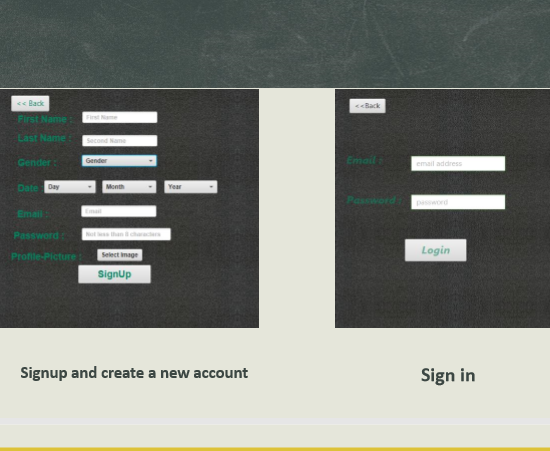 << Back
First Name : First Name
Last Name : Second Name
Gender : Gender
Date : Day Month Year
Email : Email
Password : Not less than 8 characters
Profile-Picture : Select Image
SignUp
Signup and create a new account
<<Back
Email : email address
Password : password
Login
Sign in